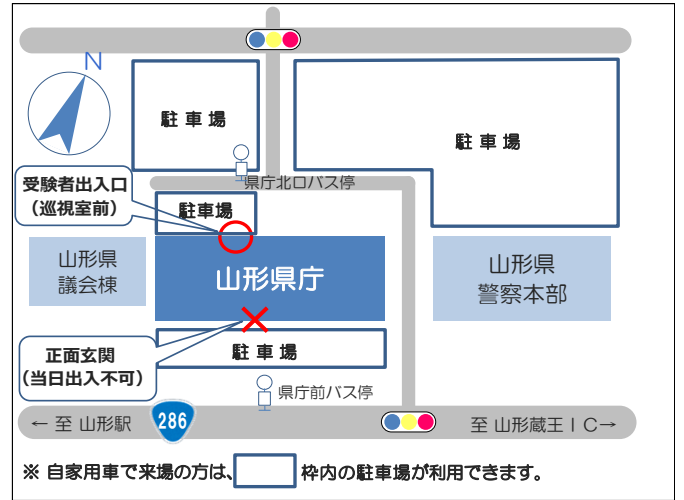 N
駐車場
駐車場
県庁北口バス停
受験者出入口
（巡視室前）
駐車場
山形県
議会棟
山形県庁
山形県
警察本部
正面玄関
（当日出入不可）
駐車場
県庁前バス停
← 至 山形駅
286
至 山形蔵王ＩＣ→
※ 自家用車で来場の方は、 枠内の駐車場が利用できます。